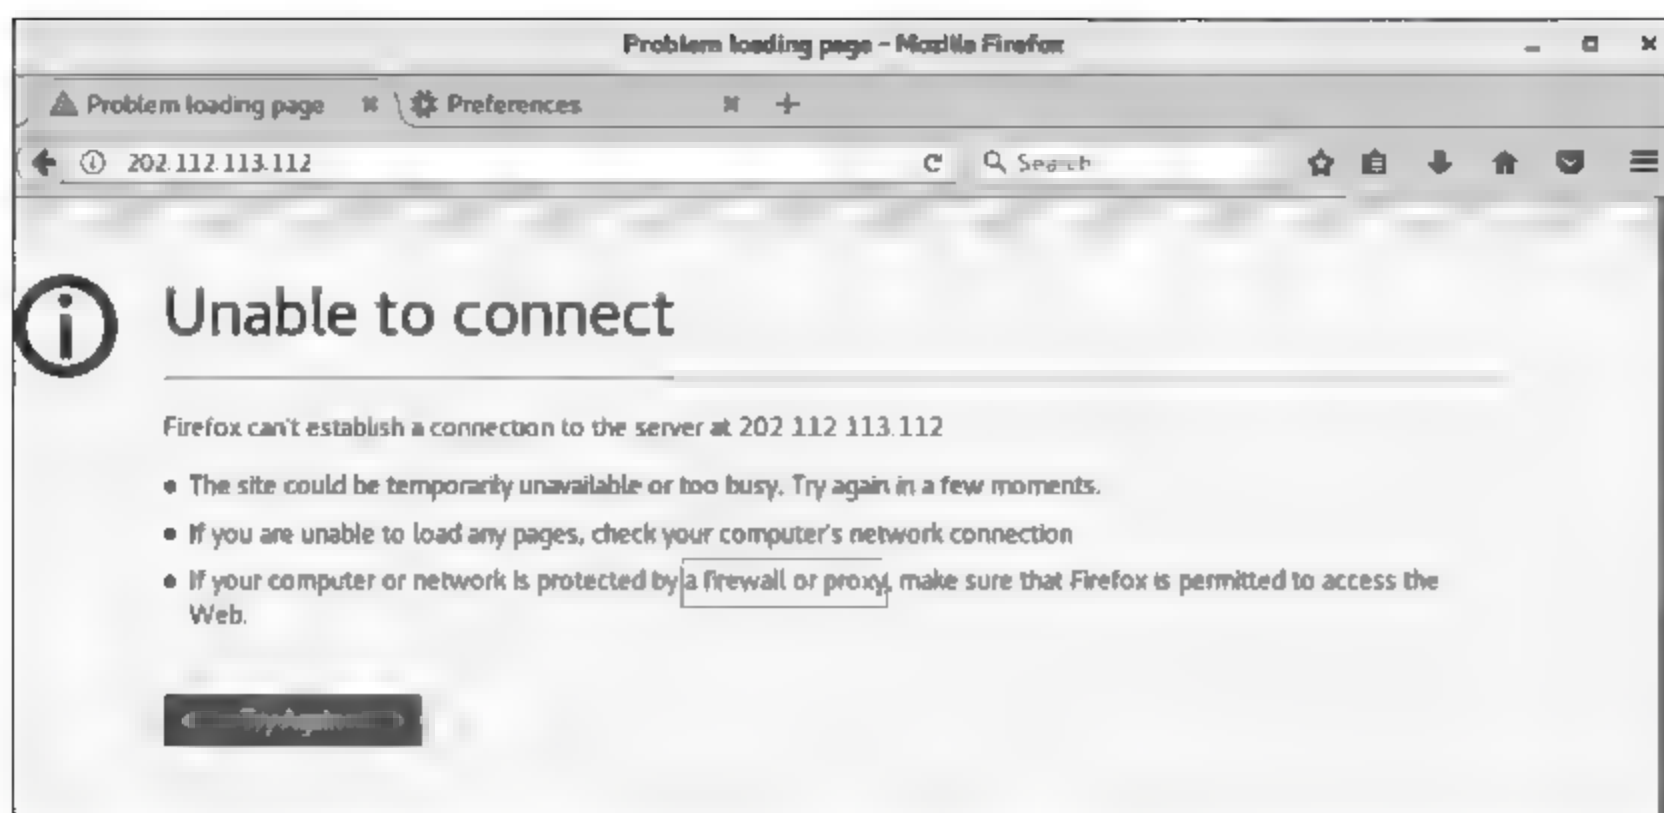 Problem loading page - Mozilla Firefox
Problem loading page
Preferences
202.112.113.112
Search
Unable to connect
Firefox can't establish a connection to the server at 202.112.113.112
• The site could be temporarily unavailable or too busy. Try again in a few moments.
• If you are unable to load any pages, check your computer's network connection
• If your computer or network is protected by a firewall or proxy, make sure that Firefox is permitted to access the
Web.
Try Again